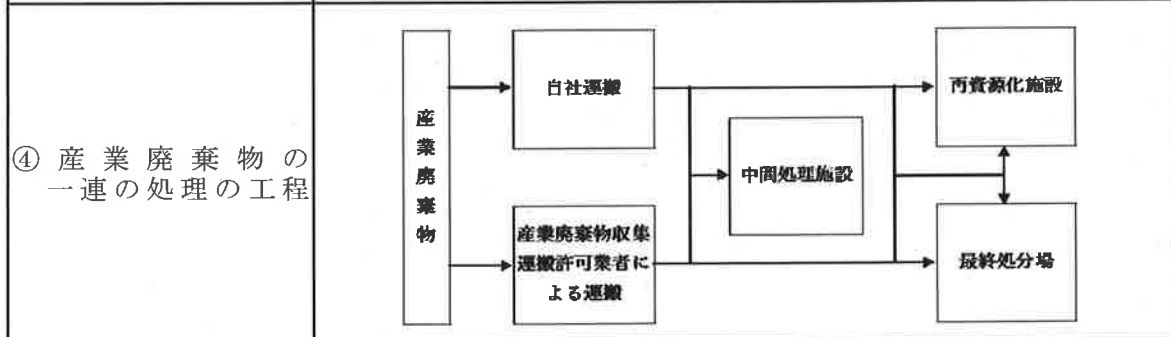 ④ 産業廃棄物の
一連の処理の工程
産業廃棄物
自社運搬
産業廃棄物収集
運搬許可業者に
よる運搬
中間処理施設
再資源化施設
最終処分場